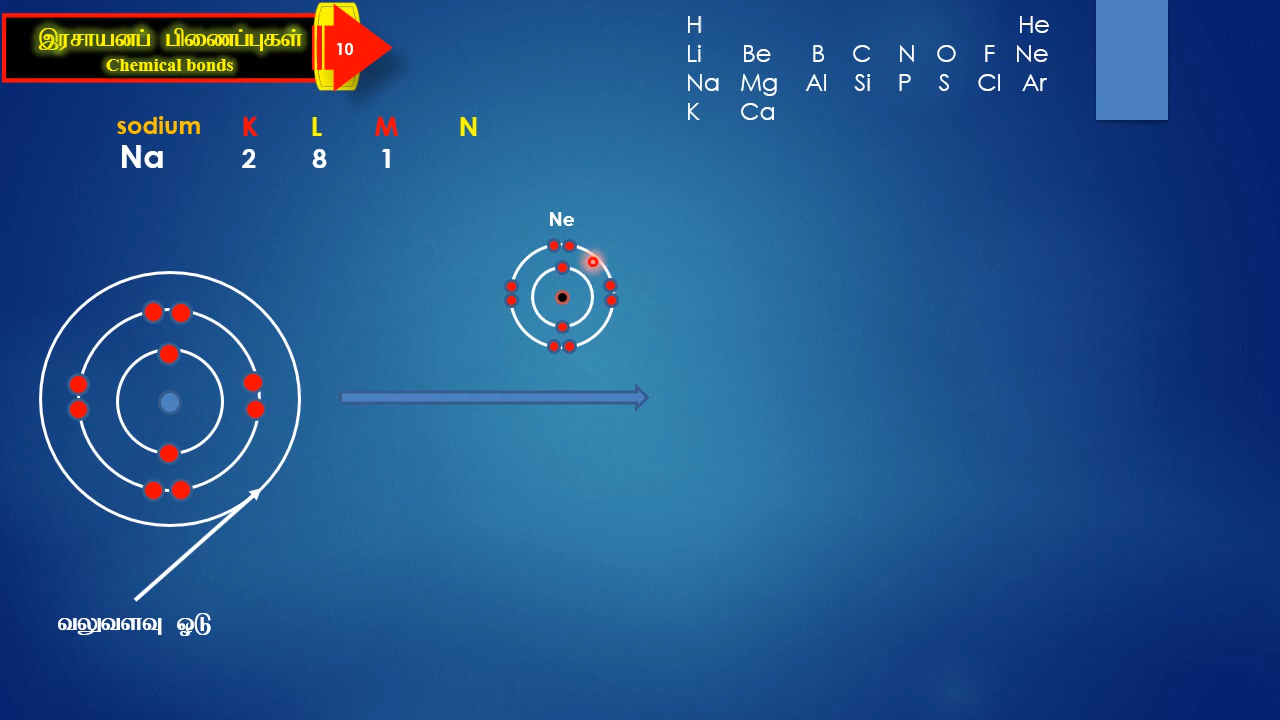 இரசாயனப் பிணைப்புகள்
Chemical bonds
10
H He
Li Be B C N O F Ne
Na Mg Al Si P S Cl Ar
K Ca
sodium K L M N
Na 2 8 1
Ne
வலுவளவு ஓடு